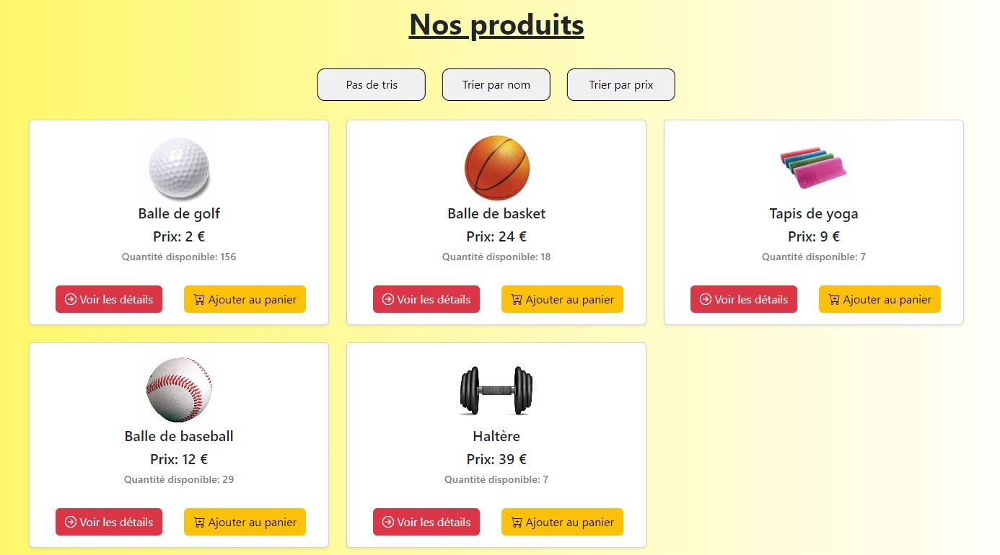 Nos produits
Pas de tris
Trier par nom
Trier par prix
Balle de golf
Prix: 2 €
Quantité disponible: 156
Voir les détails
Ajouter au panier
Balle de basket
Prix: 24 €
Quantité disponible: 18
Voir les détails
Ajouter au panier
Tapis de yoga
Prix: 9 €
Quantité disponible: 7
Voir les détails
Ajouter au panier
Balle de baseball
Prix: 12 €
Quantité disponible: 29
Voir les détails
Ajouter au panier
Haltère
Prix: 39 €
Quantité disponible: 7
Voir les détails
Ajouter au panier